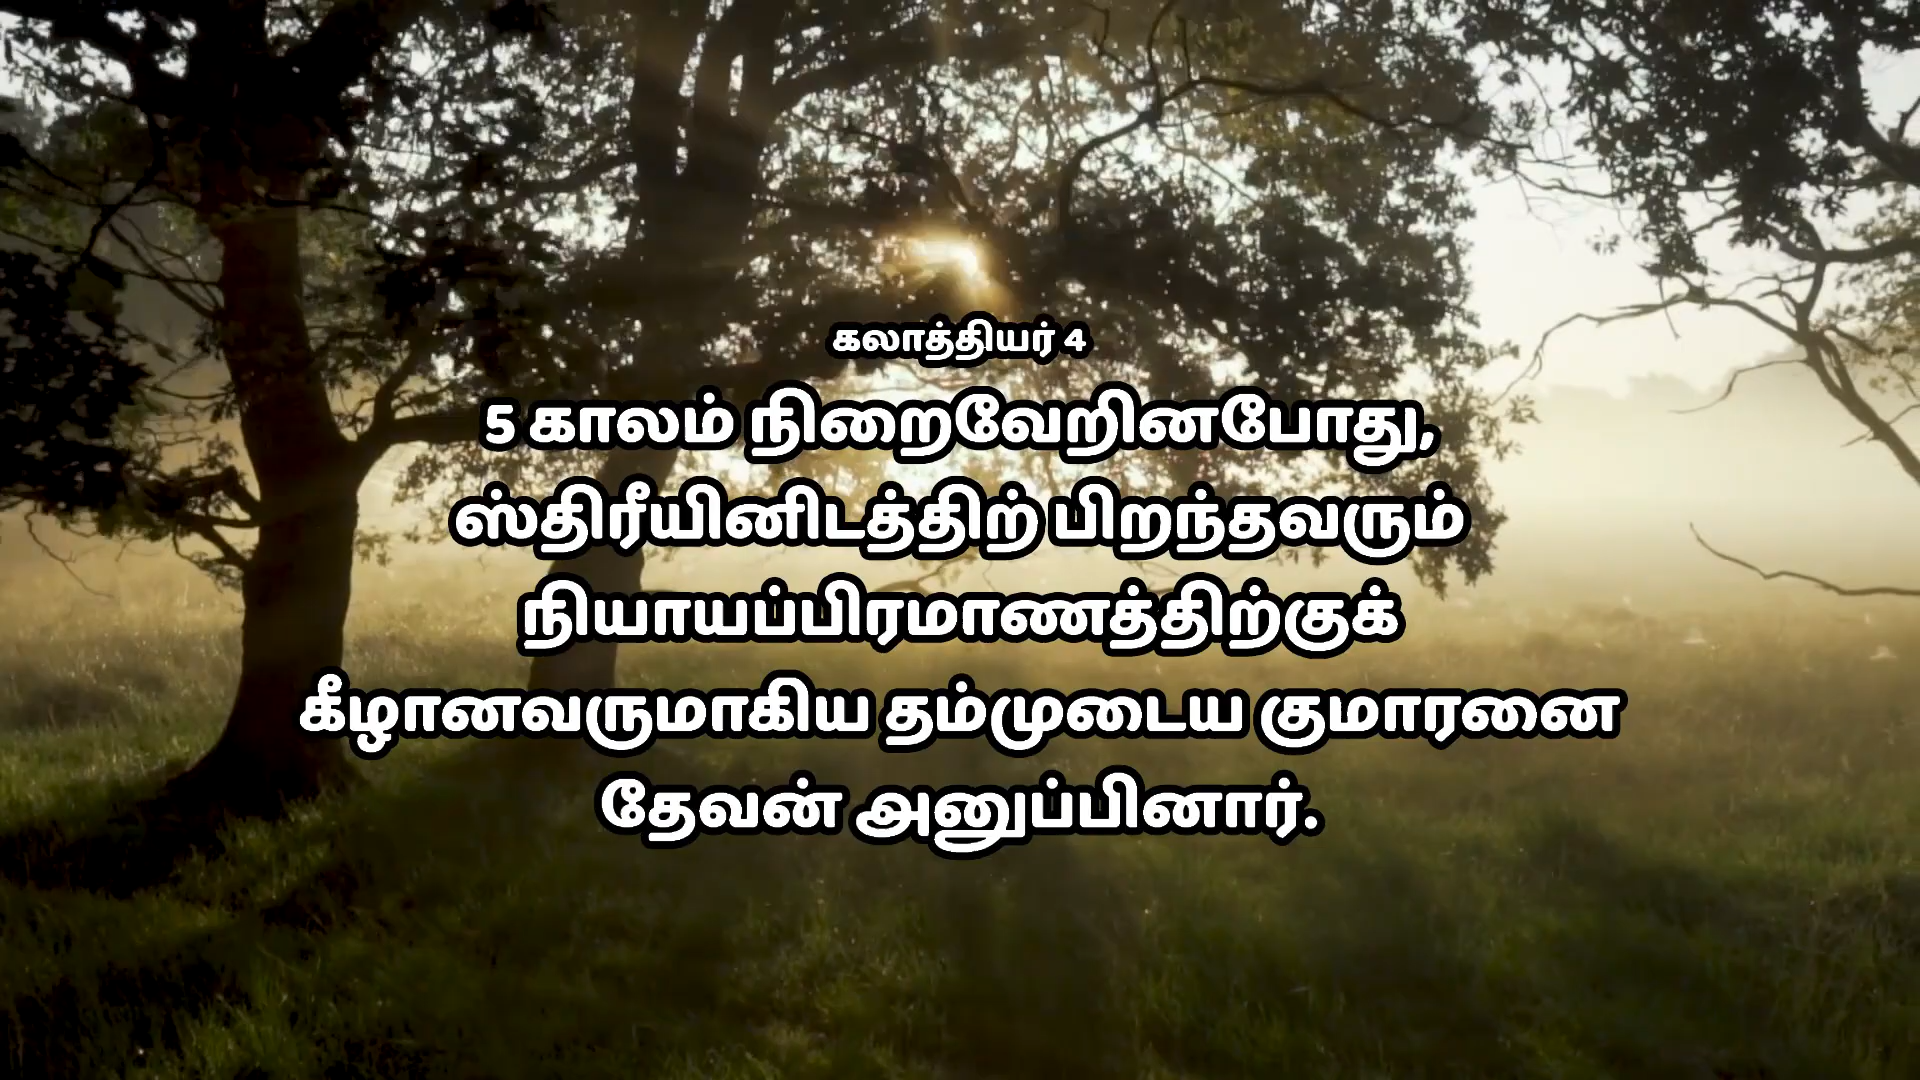 கலாத்தியர் 4
5 காலம் நிறைவேறினபோது,
ஸ்திரீயினிடத்திற் பிறந்தவரும்
நியாயப்பிரமாணத்திற்குக்
கீழானவருமாகிய தம்முடைய குமாரனை
தேவன் அனுப்பினார்.